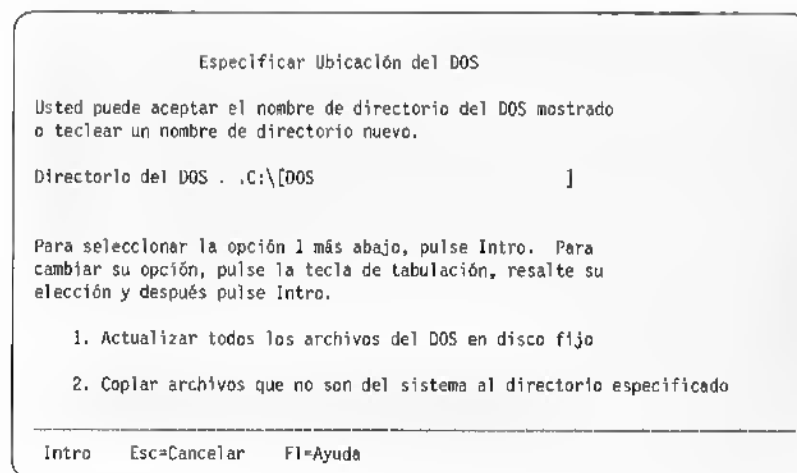 Especificar Ubicación del DOS
Usted puede aceptar el nombre de directorio del DOS mostrado
o teclear un nombre de directorio nuevo.
Directorio del DOS . .C:\[DOS ]
Para seleccionar la opción 1 más abajo, pulse Intro. Para
cambiar su opción, pulse la tecla de tabulación, resalte su
elección y después pulse Intro.
1. Actualizar todos los archivos del DOS en disco fijo
2. Copiar archivos que no son del sistema al directorio especificado
Intro Esc=Cancelar F1=Ayuda